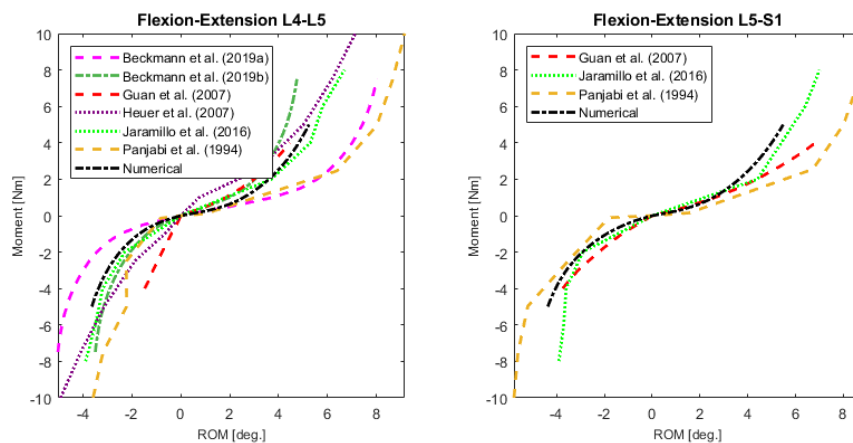 Flexion-Extension L4-L5
10
8
6
4
2
0
-2
-4
-6
-8
-10
Moment [Nm]
Beckmann et al. (2019a)
Beckmann et al. (2019b)
Guan et al. (2007)
Heuer et al. (2007)
Jaramillo et al. (2016)
Panjabi et al. (1994)
Numerical
-4 -2 0 2 4 6 8
ROM [deg.]
Flexion-Extension L5-S1
10
8
6
4
2
0
-2
-4
-6
-8
-10
Moment [Nm]
Guan et al. (2007)
Jaramillo et al. (2016)
Panjabi et al. (1994)
Numerical
-4 -2 0 2 4 6 8
ROM [deg.]